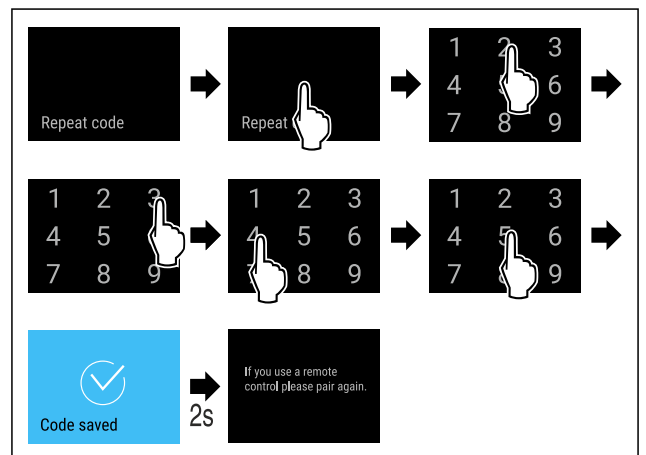 Repeat code
Repeat
1 2 3
4 6
7 8 9
1 2 3
4 5
7 8 9
1 2 3
4 5 6
8 9
1 2 3
4 5 6
7 9
Code saved
2s
If you use a remote
control please pair again.